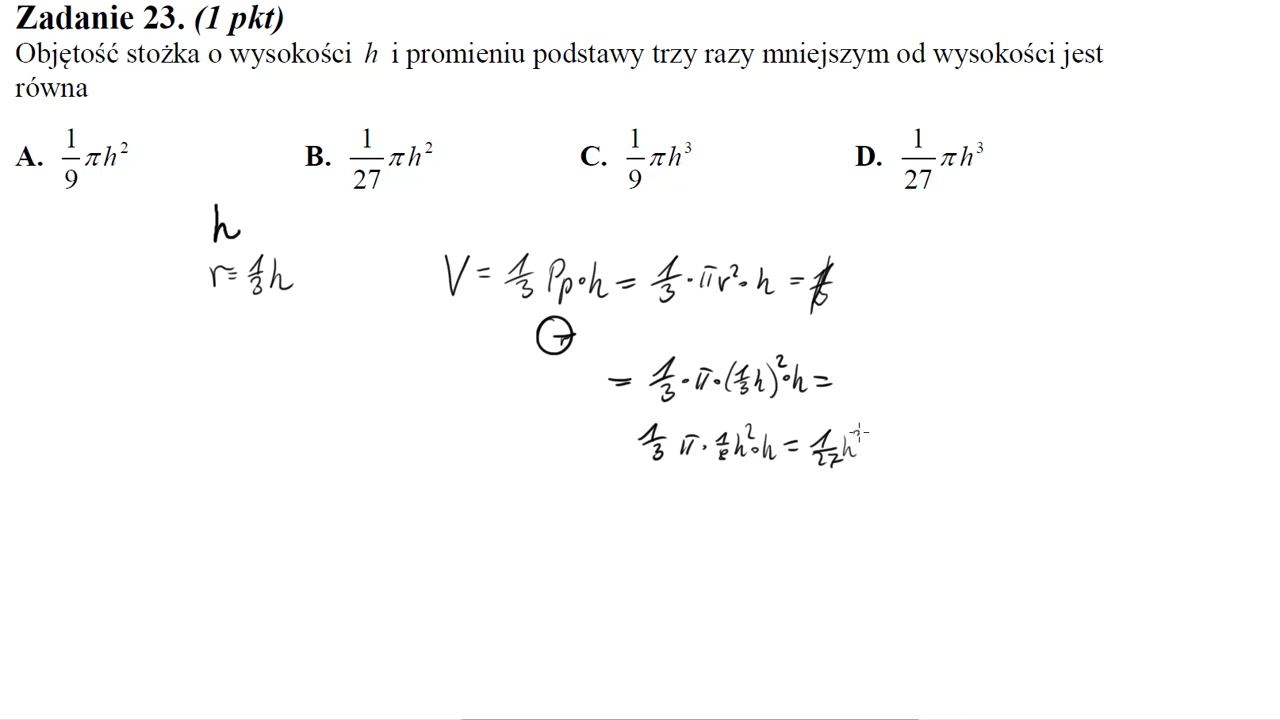 Zadanie 23. (1 pkt)
Objętość stożka o wysokości h i promieniu podstawy trzy razy mniejszym od wysokości jest
równa
A. 1/9 πh² B. 1/27 πh² C. 1/9 πh³ D. 1/27 πh³
h
r = 1/3 h V = 1/3 Pp · h = 1/3 · πr² · h =
= 1/3 · π · (1/3 h)² · h =
1/3 π · 1/9 h² · h = 1/27 h